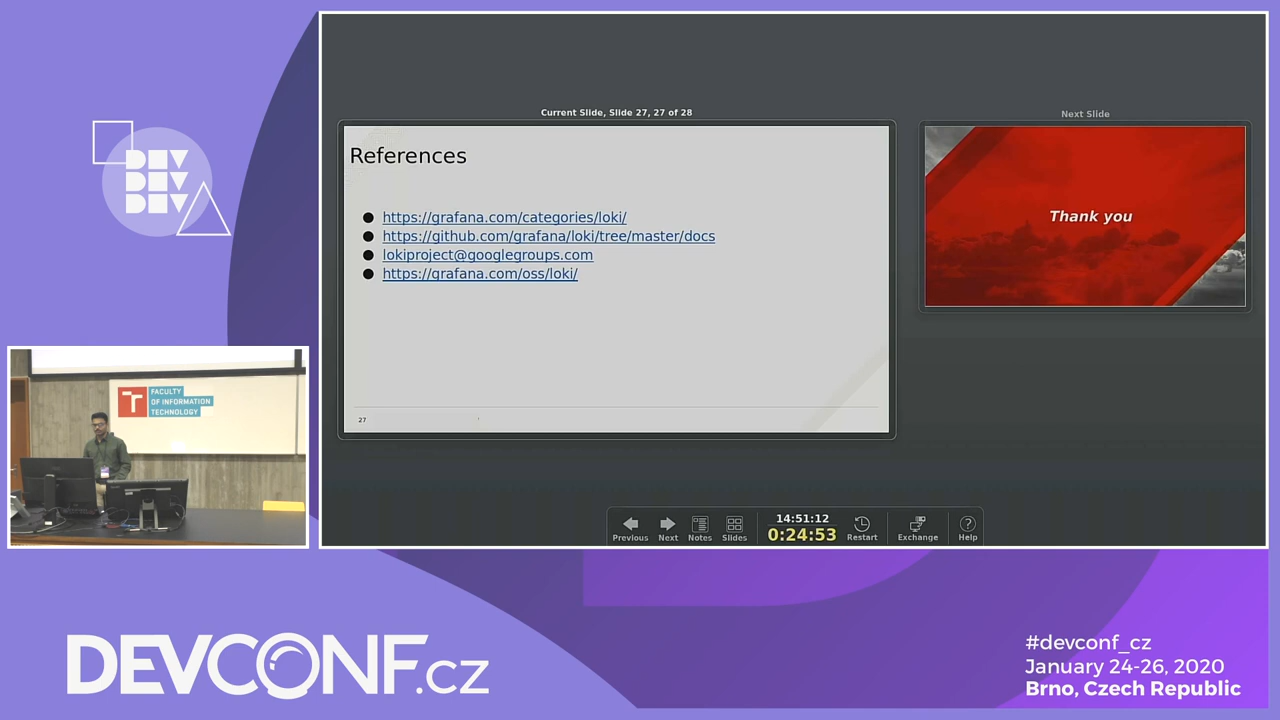 DEV
DEV
DEV
Current Slide, Slide 27, 27 of 28
Next Slide
References
https://grafana.com/categories/loki/
https://github.com/grafana/loki/tree/master/docs
lokiproject@googlegroups.com
https://grafana.com/oss/loki/
27
Thank you
T
FACULTY
OF INFORMATION
TECHNOLOGY
Previous
Next
Notes
Slides
14:51:12
0:24:53
Restart
Exchange
Help
DEVCONF.cz
#devconf_cz
January 24-26, 2020
Brno, Czech Republic